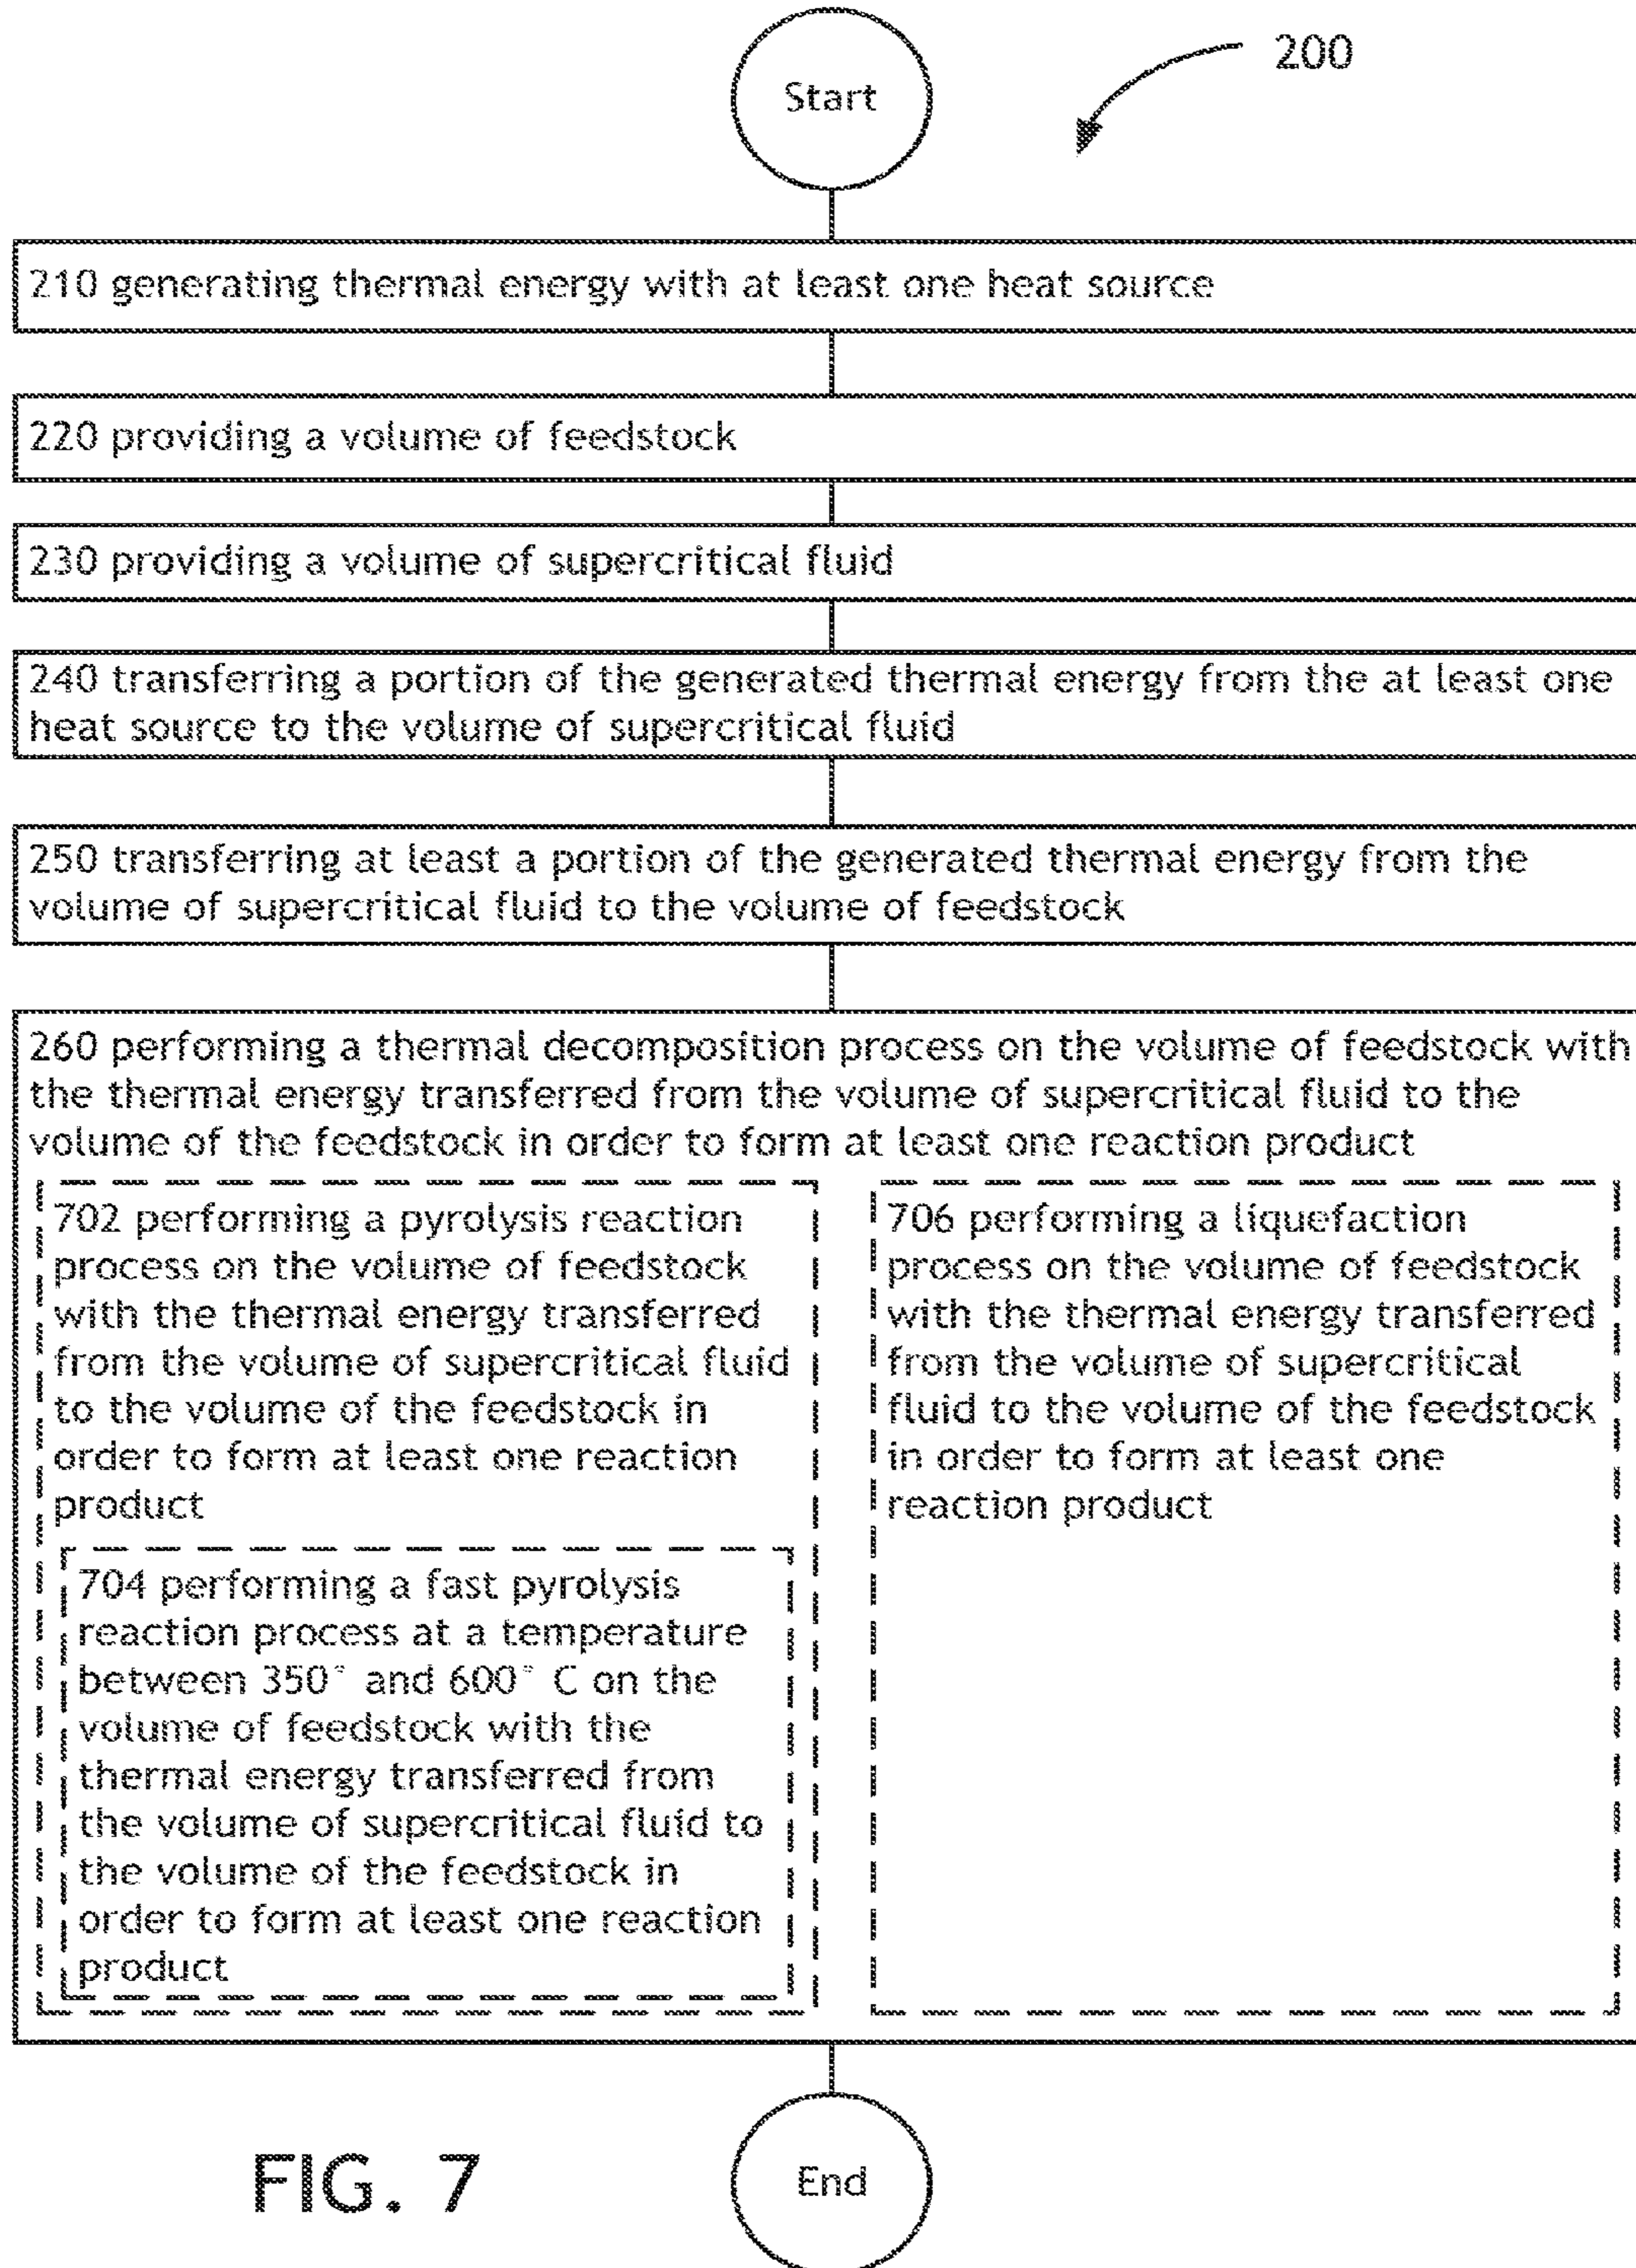 Start
200
210 generating thermal energy with at least one heat source
220 providing a volume of feedstock
230 providing a volume of supercritical fluid
240 transferring a portion of the generated thermal energy from the at least one
heat source to the volume of supercritical fluid
250 transferring at least a portion of the generated thermal energy from the
volume of supercritical fluid to the volume of feedstock
260 performing a thermal decomposition process on the volume of feedstock with
the thermal energy transferred from the volume of supercritical fluid to the
volume of the feedstock in order to form at least one reaction product
702 performing a pyrolysis reaction
process on the volume of feedstock
with the thermal energy transferred
from the volume of supercritical fluid
to the volume of the feedstock in
order to form at least one reaction
product
704 performing a fast pyrolysis
reaction process at a temperature
between 350° and 600° C on the
volume of feedstock with the
thermal energy transferred from
the volume of supercritical fluid to
the volume of the feedstock in
order to form at least one reaction
product
706 performing a liquefaction
process on the volume of feedstock
with the thermal energy transferred
from the volume of supercritical
fluid to the volume of the feedstock
in order to form at least one
reaction product
End
FIG. 7